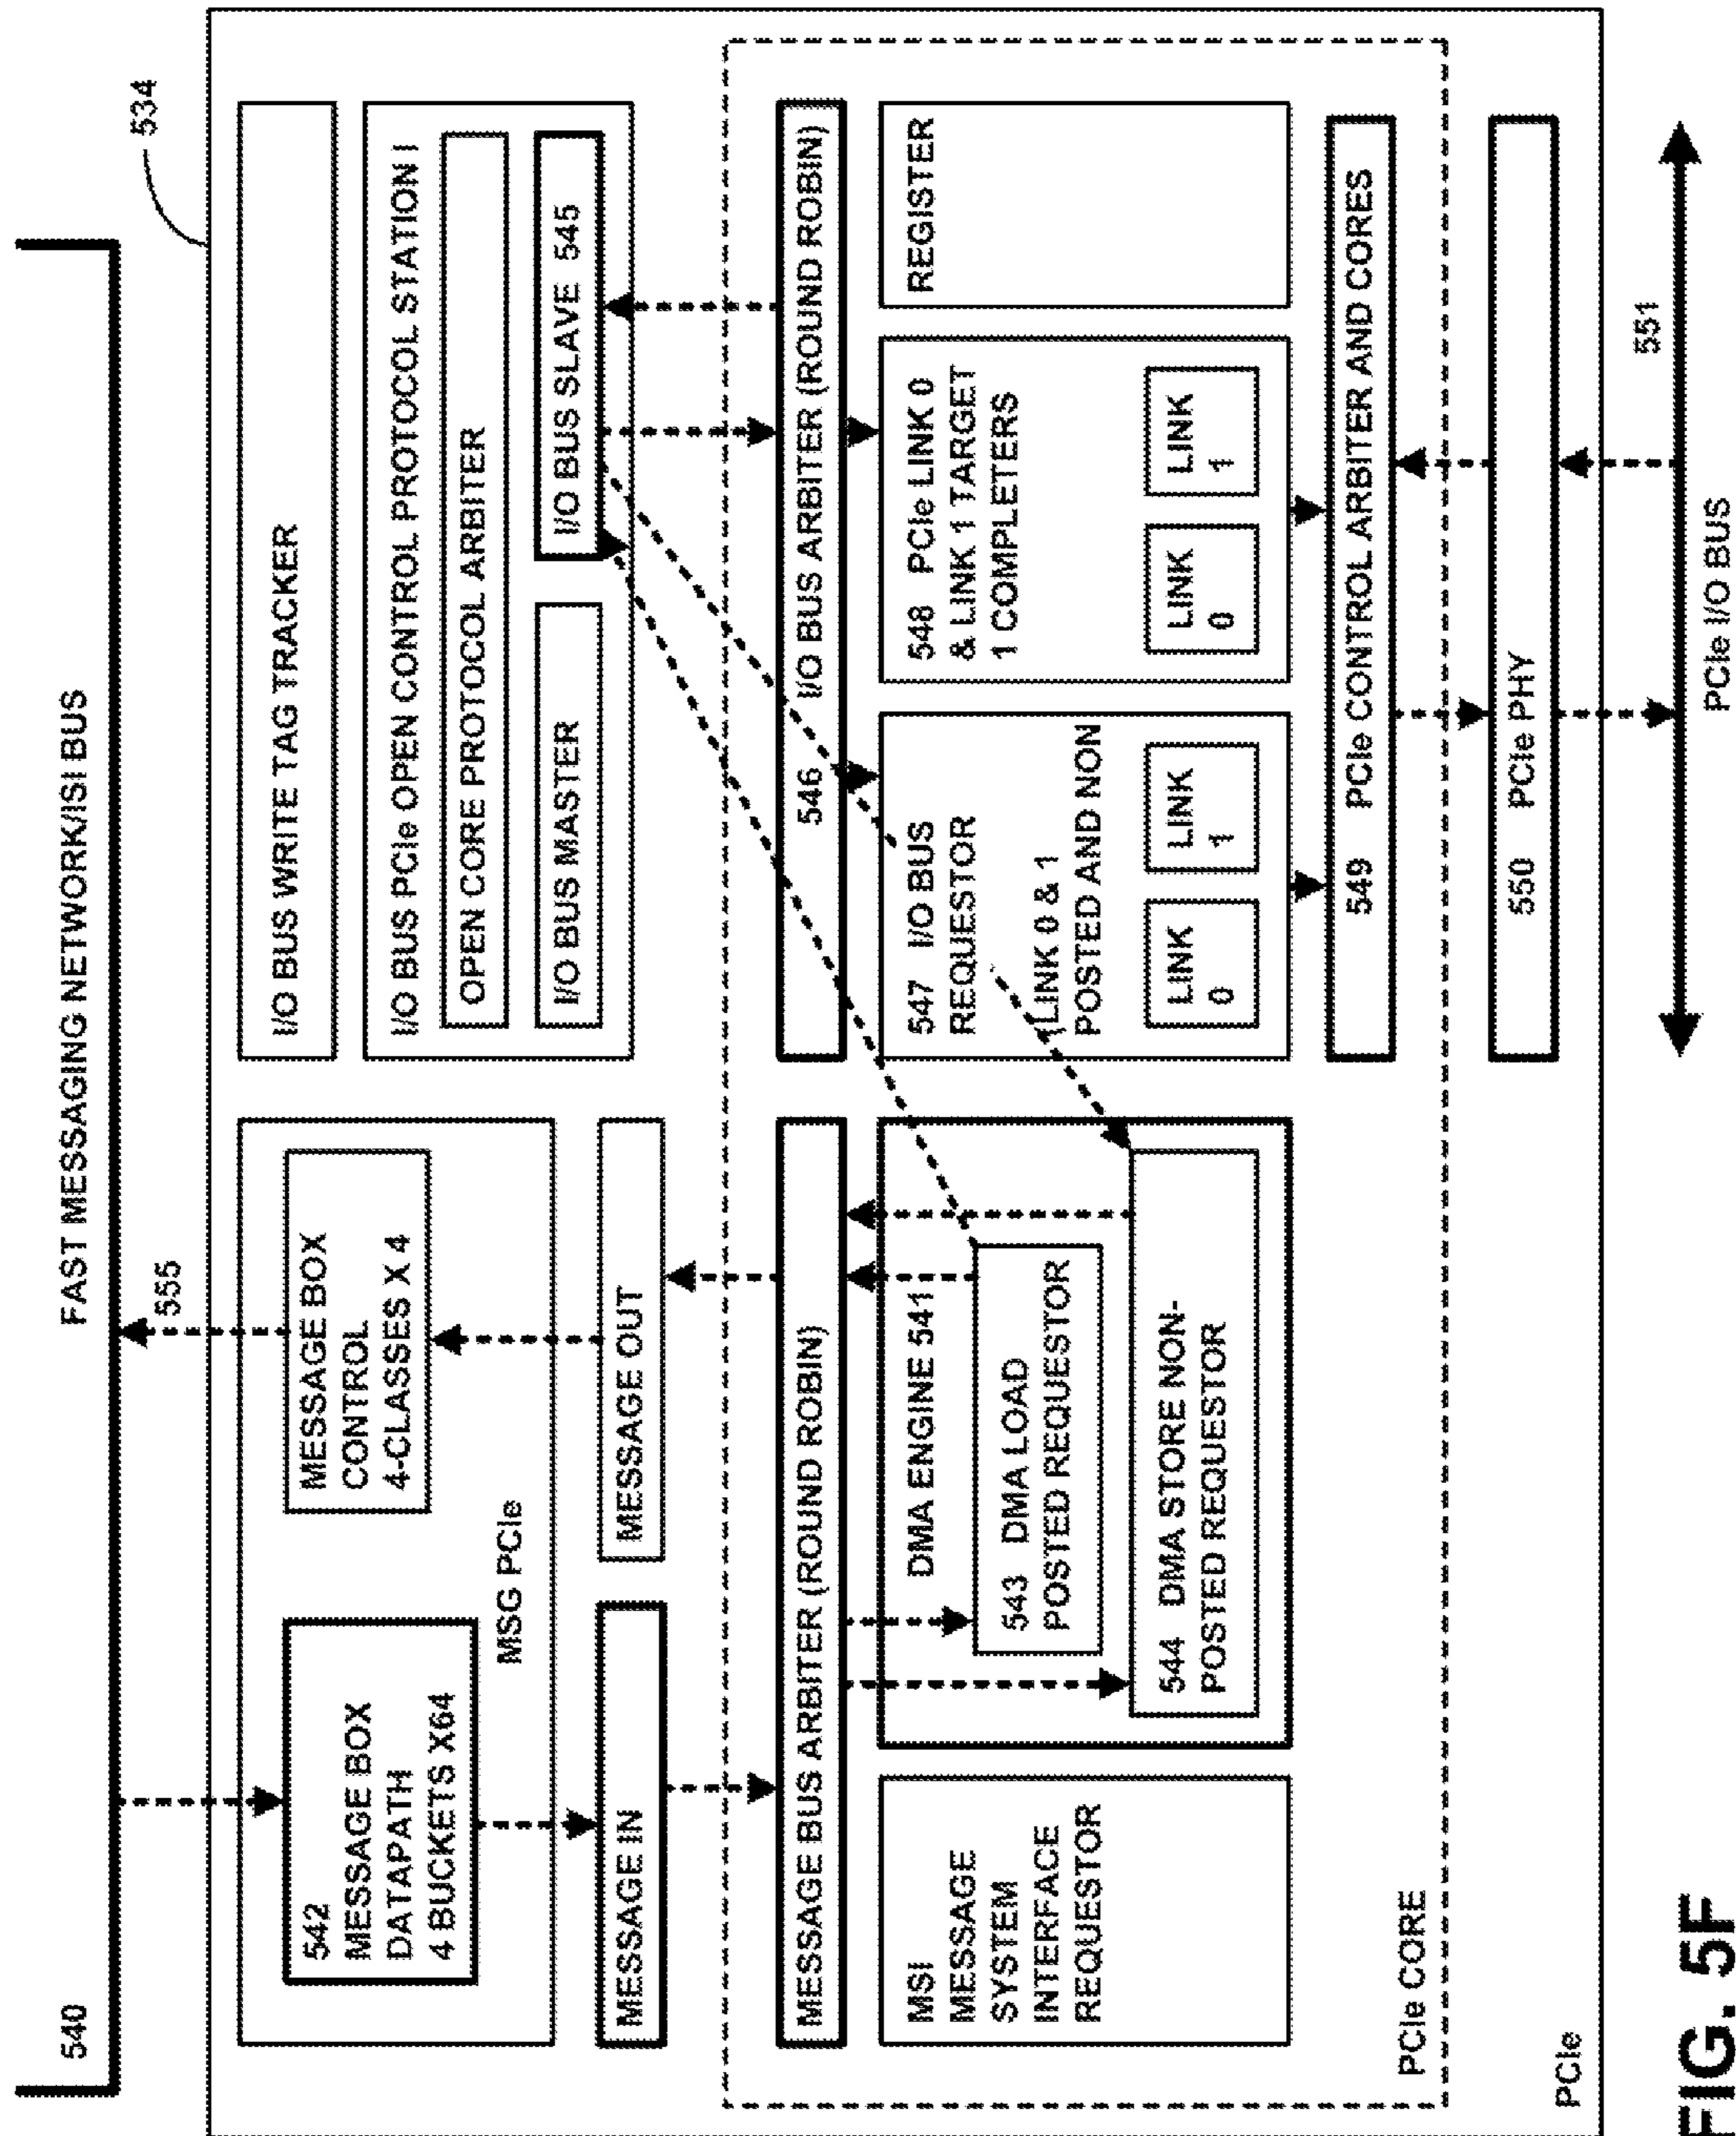 FAST MESSAGING NETWORK/ISI BUS
540
555
534
542
MESSAGE BOX
DATAPATH
4 BUCKETS X64
MESSAGE BOX
CONTROL
4-CLASSES X 4
MSG PCIe
MESSAGE IN
MESSAGE OUT
I/O BUS WRITE TAG TRACKER
I/O BUS PCIe OPEN CONTROL PROTOCOL STATION I
OPEN CORE PROTOCOL ARBITER
I/O BUS MASTER
I/O BUS SLAVE 545
MESSAGE BUS ARBITER (ROUND ROBIN)
546 I/O BUS ARBITER (ROUND ROBIN)
MSI
MESSAGE
SYSTEM
INTERFACE
REQUESTOR
DMA ENGINE 541
543 DMA LOAD
POSTED REQUESTOR
544 DMA STORE NON-
POSTED REQUESTOR
547 I/O BUS
REQUESTOR
(LINK 0 & 1
POSTED AND NON
LINK
0
LINK
1
548 PCIe LINK 0
& LINK 1 TARGET
1 COMPLETERS
LINK
0
LINK
1
REGISTER
549 PCIe CONTROL ARBITER AND CORES
PCIe CORE
550 PCIe PHY
PCIe
551
PCIe I/O BUS
FIG. 5F